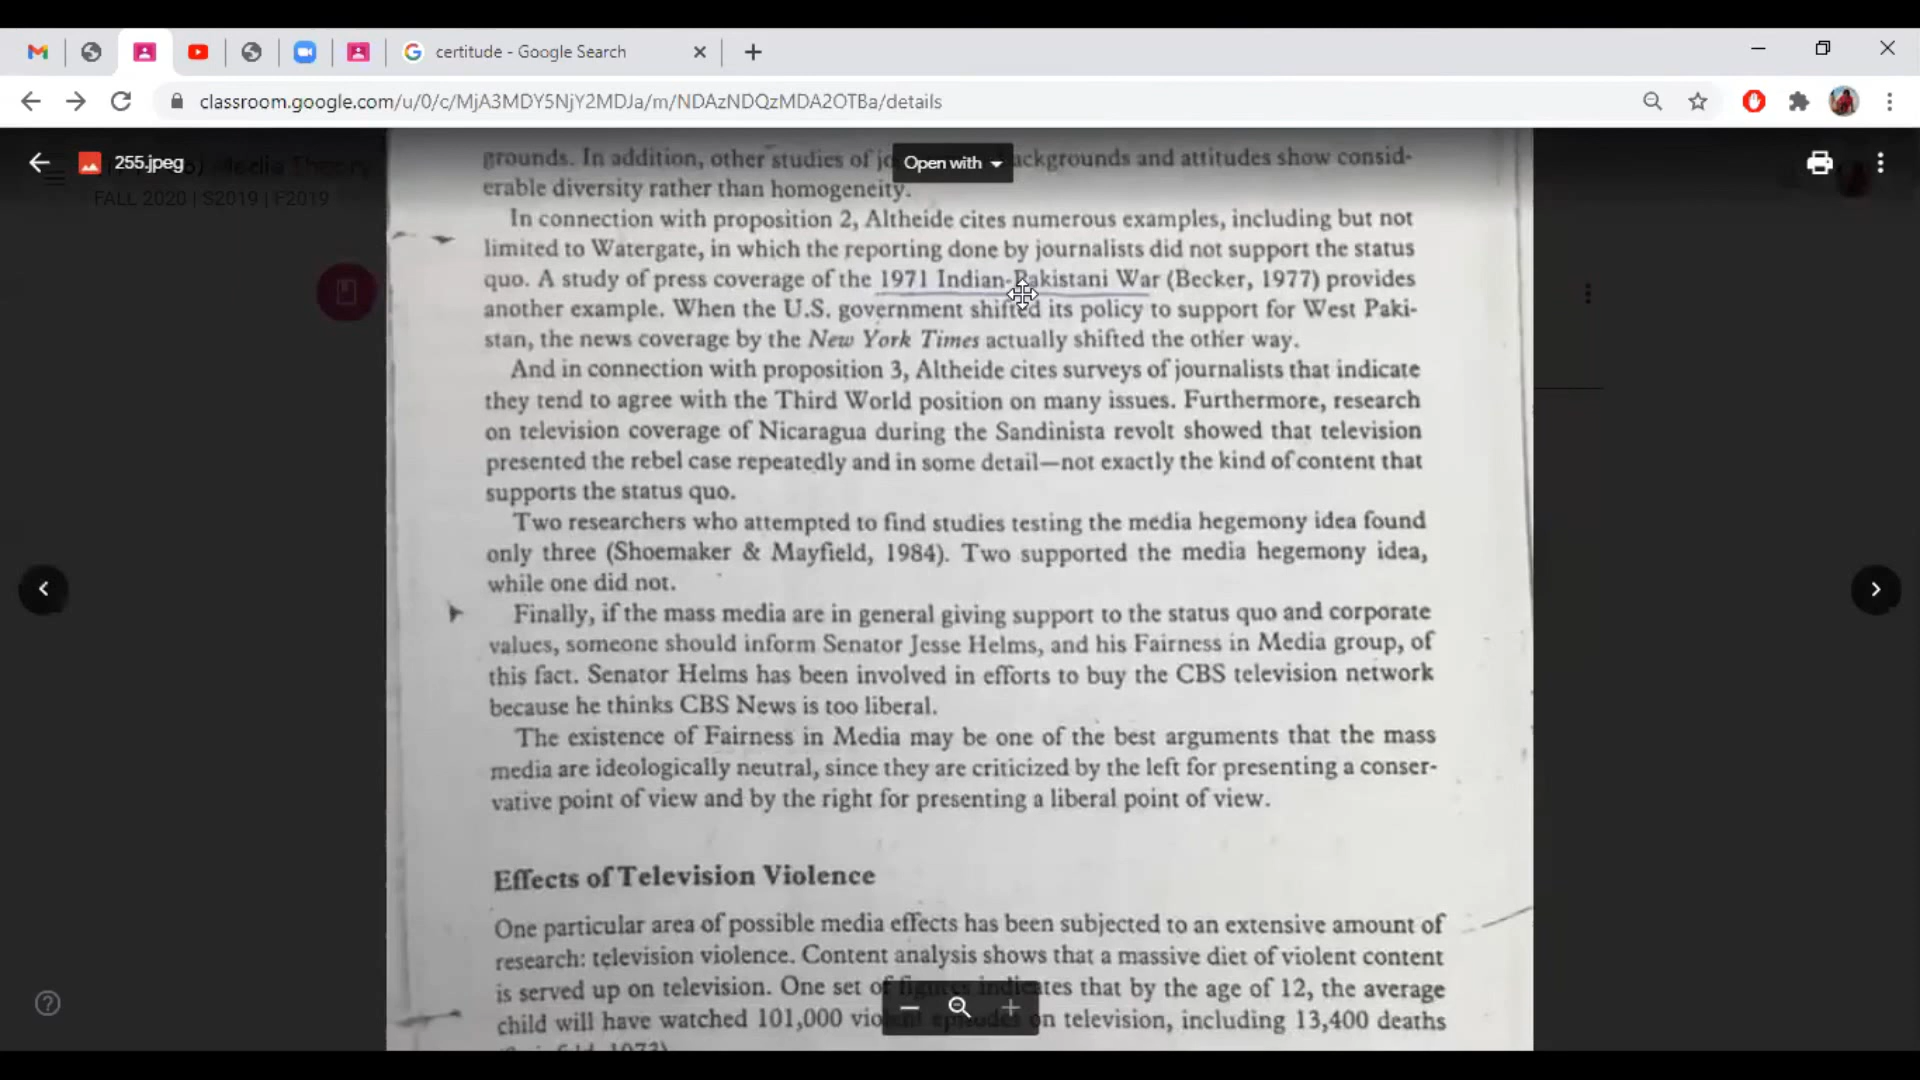 certitude - Google Search
classroom.google.com/u/0/c/MjA3MDY5NjY2MDJa/m/NDAzNDQzMDA2OTBa/details
255.jpeg
Media Theory
FALL 2020 | S2019 | F2019
Open with
grounds. In addition, other studies of backgrounds and attitudes show consid-
erable diversity rather than homogeneity.
In connection with proposition 2, Altheide cites numerous examples, including but not
limited to Watergate, in which the reporting done by journalists did not support the status
quo. A study of press coverage of the 1971 Indian-Pakistani War (Becker, 1977) provides
another example. When the U.S. government shifted its policy to support for West Paki-
stan, the news coverage by the New York Times actually shifted the other way.
And in connection with proposition 3, Altheide cites surveys of journalists that indicate
they tend to agree with the Third World position on many issues. Furthermore, research
on television coverage of Nicaragua during the Sandinista revolt showed that television
presented the rebel case repeatedly and in some detail—not exactly the kind of content that
supports the status quo.
Two researchers who attempted to find studies testing the media hegemony idea found
only three (Shoemaker & Mayfield, 1984). Two supported the media hegemony idea,
while one did not.
Finally, if the mass media are in general giving support to the status quo and corporate
values, someone should inform Senator Jesse Helms, and his Fairness in Media group, of
this fact. Senator Helms has been involved in efforts to buy the CBS television network
because he thinks CBS News is too liberal.
The existence of Fairness in Media may be one of the best arguments that the mass
media are ideologically neutral, since they are criticized by the left for presenting a conser-
vative point of view and by the right for presenting a liberal point of view.
Effects of Television Violence
One particular area of possible media effects has been subjected to an extensive amount of
research: television violence. Content analysis shows that a massive diet of violent content
is served up on television. One set of figures indicates that by the age of 12, the average
child will have watched 101,000 violent episodes on television, including 13,400 deaths